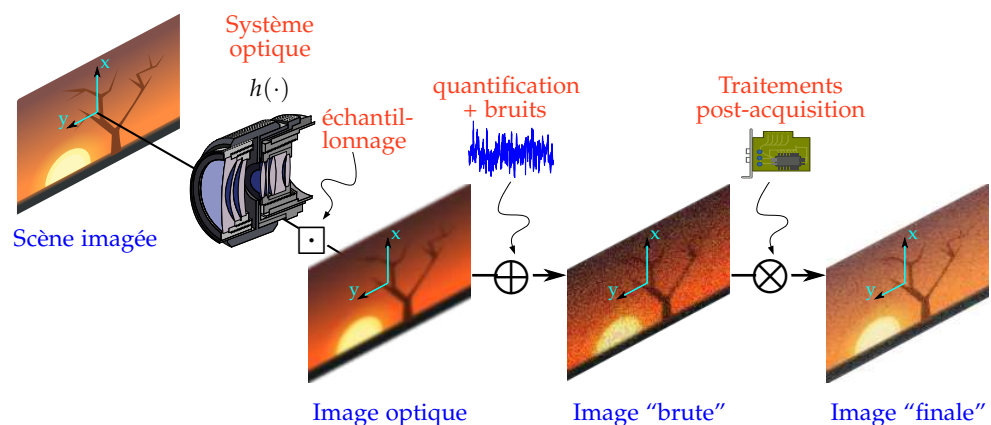 Système
optique
h(·)
échantil-
lonnage
quantification
+ bruits
Traitements
post-acquisition
x
y
Scène imagée
x
y
Image optique
x
y
Image “brute”
x
y
Image “finale”